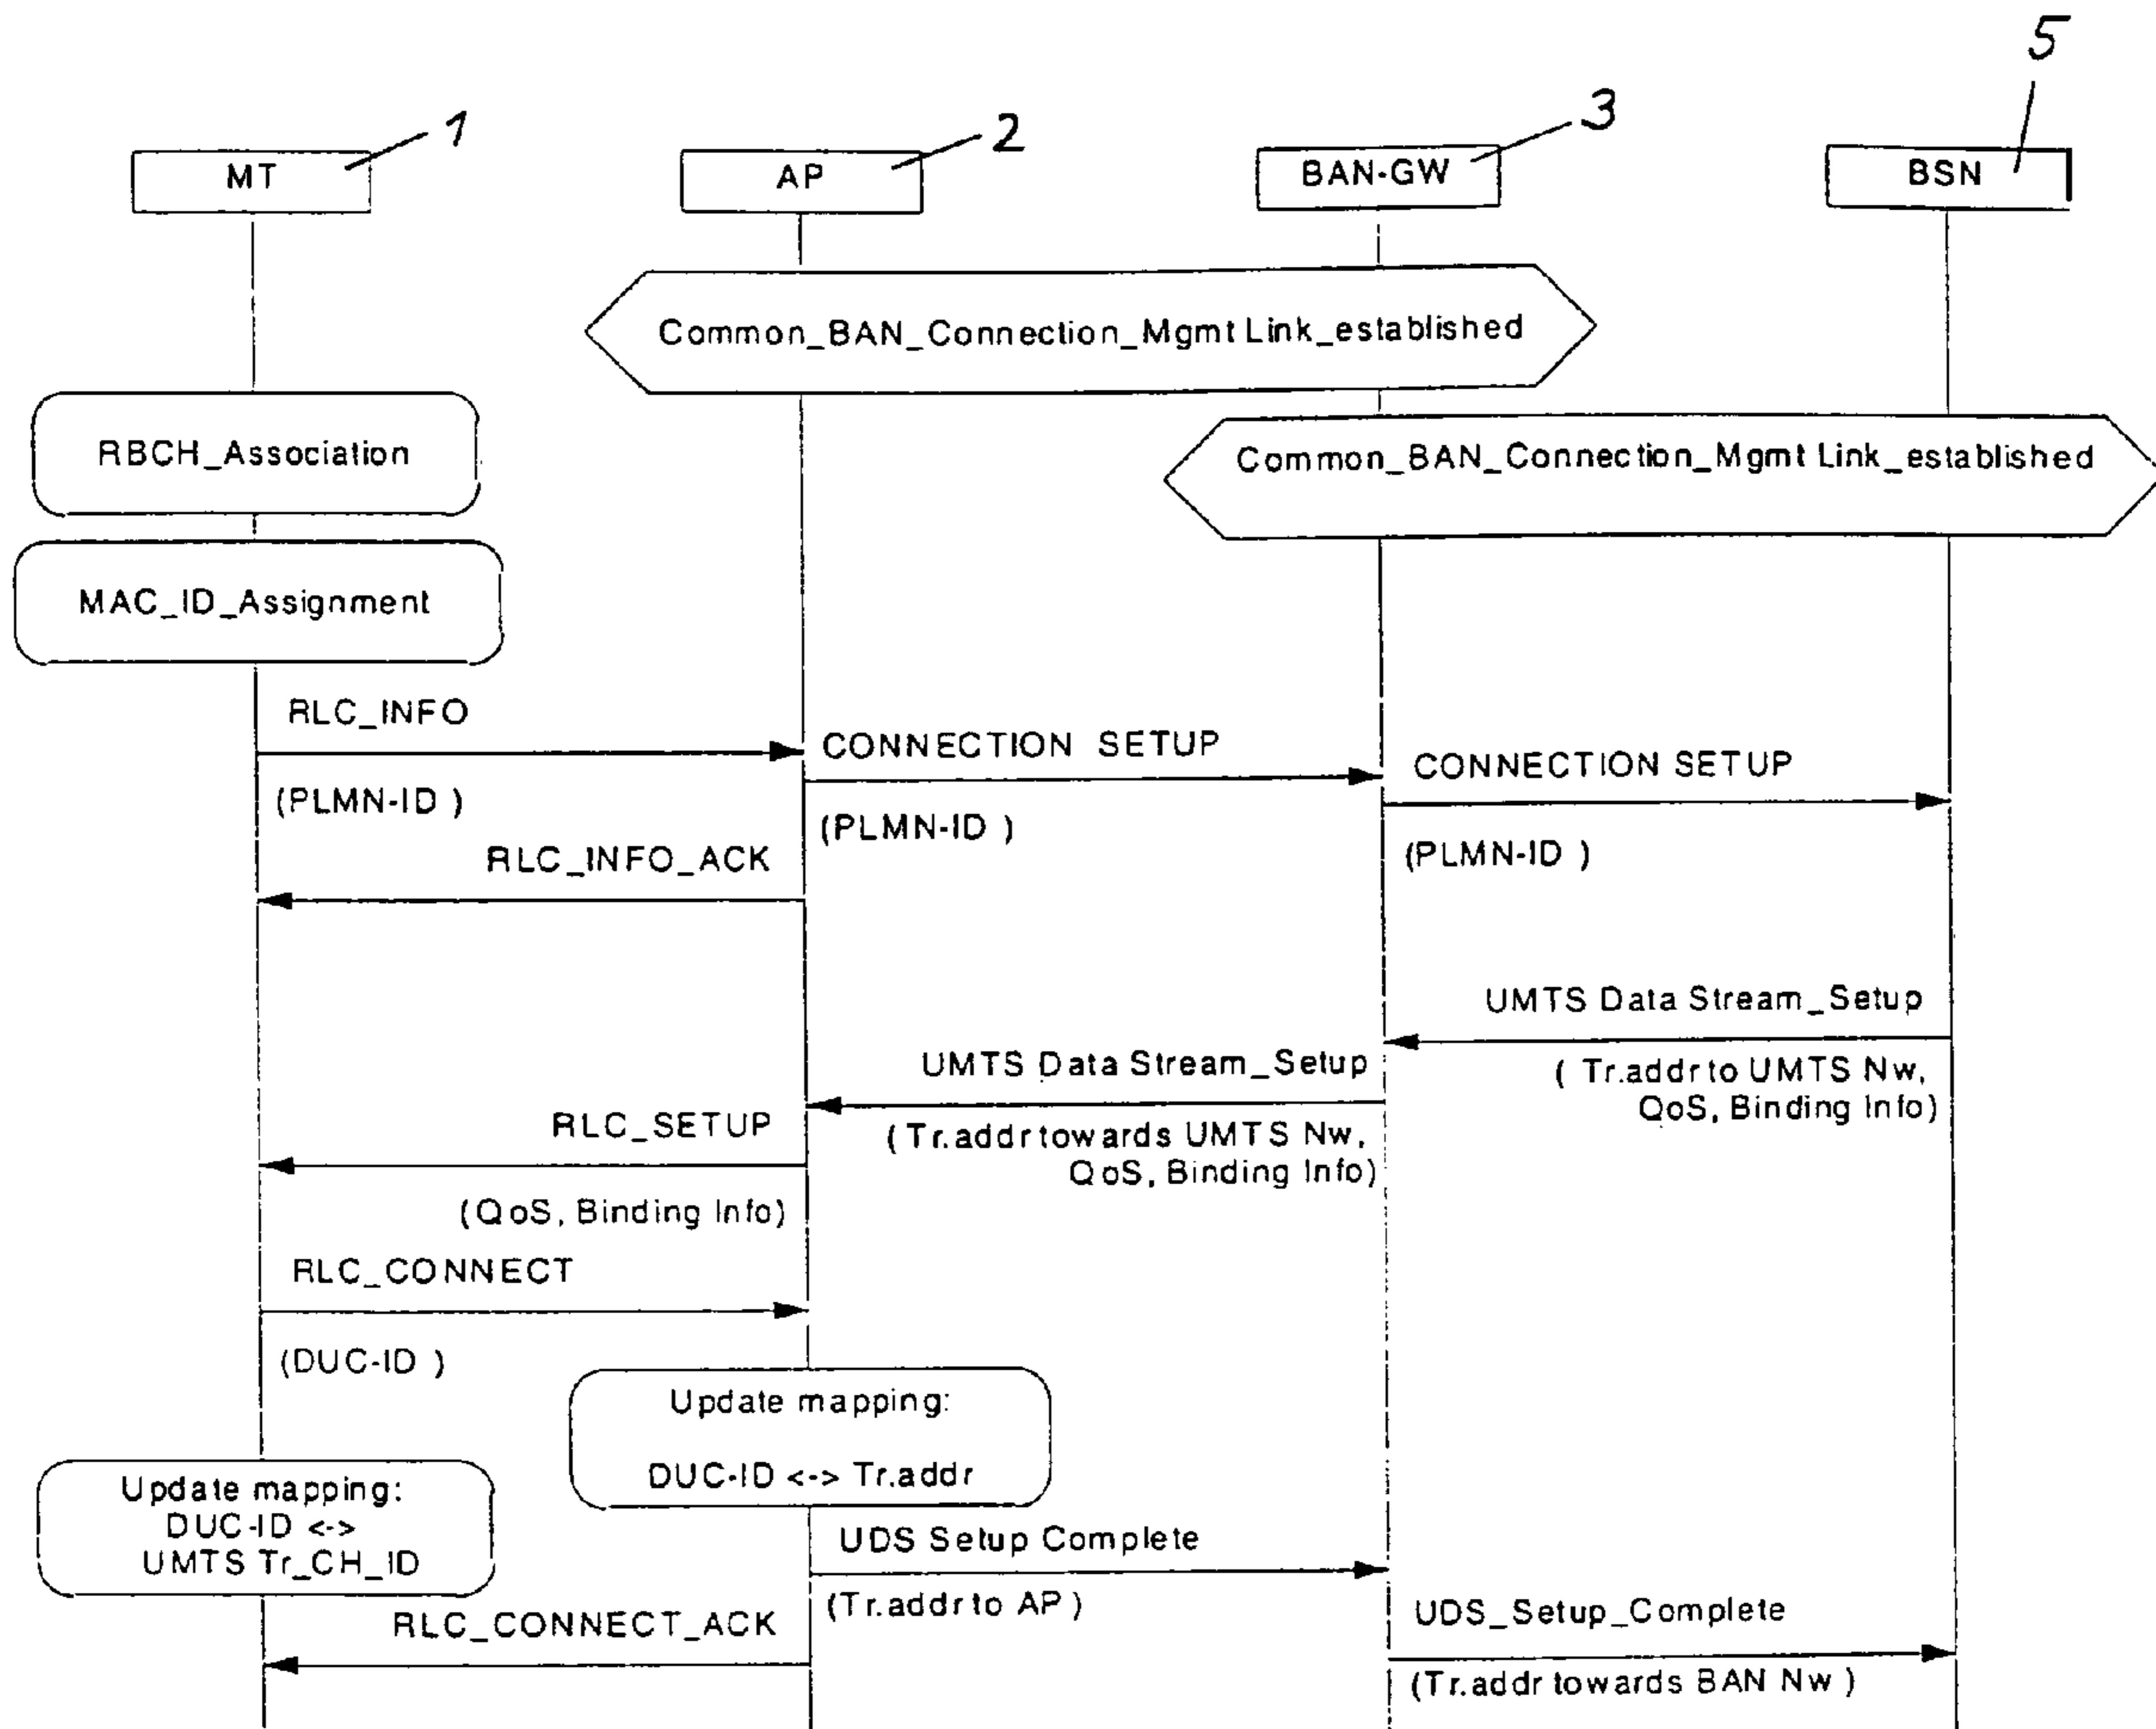 1
2
3
5
MT
AP
BAN-GW
BSN
Common_BAN_Connection_Mgmt Link_established
RBCH_Association
Common_BAN_Connection_Mgmt Link_established
MAC_ID_Assignment
RLC_INFO
(PLMN-ID )
CONNECTION SETUP
(PLMN-ID )
CONNECTION SETUP
(PLMN-ID )
RLC_INFO_ACK
UMTS Data Stream_Setup
( Tr.addr to UMTS Nw,
QoS, Binding Info)
UMTS Data Stream_Setup
(Tr.addr towards UMTS Nw,
QoS, Binding Info)
RLC_SETUP
(QoS, Binding Info)
RLC_CONNECT
(DUC-ID )
Update mapping:
DUC-ID <-> Tr.addr
Update mapping:
DUC-ID <->
UMTS Tr_CH_ID
UDS Setup Complete
(Tr.addr to AP )
RLC_CONNECT_ACK
UDS_Setup_Complete
(Tr.addr towards BAN Nw )